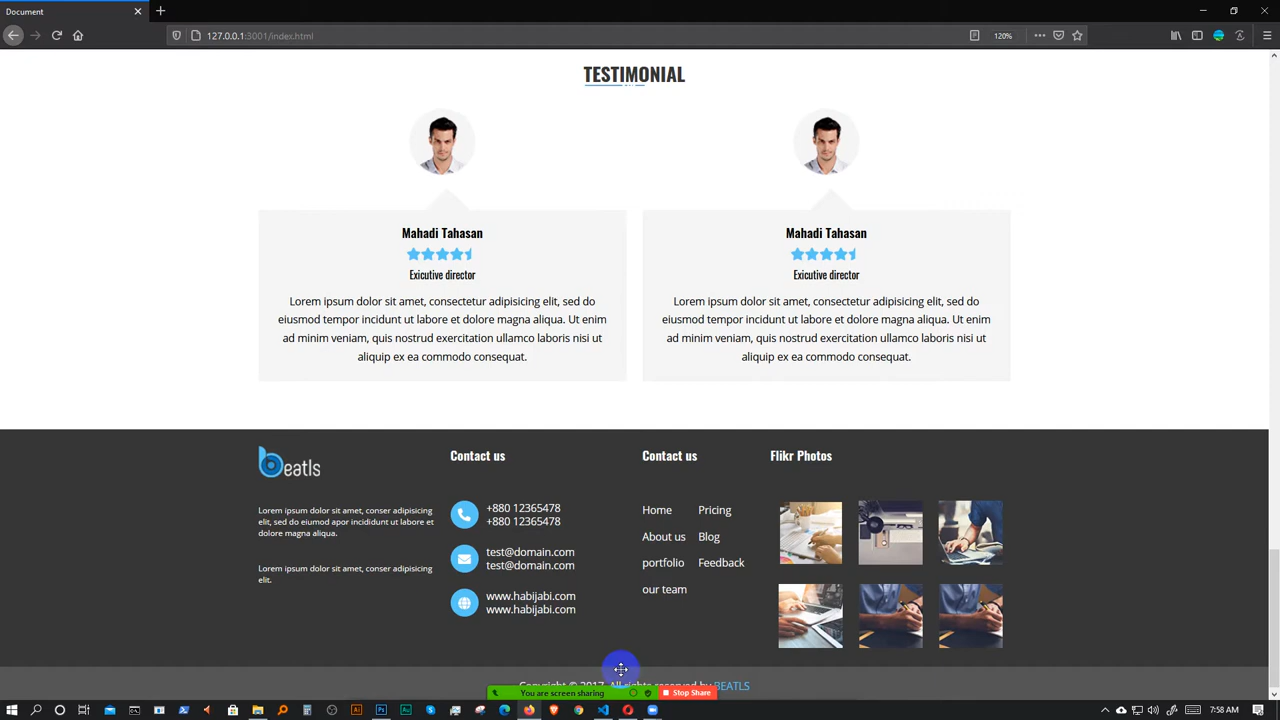 Document
127.0.0.1:3001/index.html
120%
TESTIMONIAL
Mahadi Tahasan
Exicutive director
Lorem ipsum dolor sit amet, consectetur adipisicing elit, sed do
eiusmod tempor incididunt ut labore et dolore magna aliqua. Ut enim
ad minim veniam, quis nostrud exercitation ullamco laboris nisi ut
aliquip ex ea commodo consequat.
Mahadi Tahasan
Exicutive director
Lorem ipsum dolor sit amet, consectetur adipisicing elit, sed do
eiusmod tempor incididunt ut labore et dolore magna aliqua. Ut enim
ad minim veniam, quis nostrud exercitation ullamco laboris nisi ut
aliquip ex ea commodo consequat.
beatls
Lorem ipsum dolor sit amet, conser adipisicing
elit, sed do eiumod apor incididunt ut labore et
dolore magna aliqua.
Lorem ipsum dolor sit amet, conser adipisicing
elit.
Contact us
+880 12365478
+880 12365478
test@domain.com
test@domain.com
www.habijabi.com
www.habijabi.com
Contact us
Home Pricing
About us Blog
portfolio Feedback
our team
Flikr Photos
Copyright © 2017, All rights reserved by BEATLS
You are screen sharing Stop Share
7:58 AM